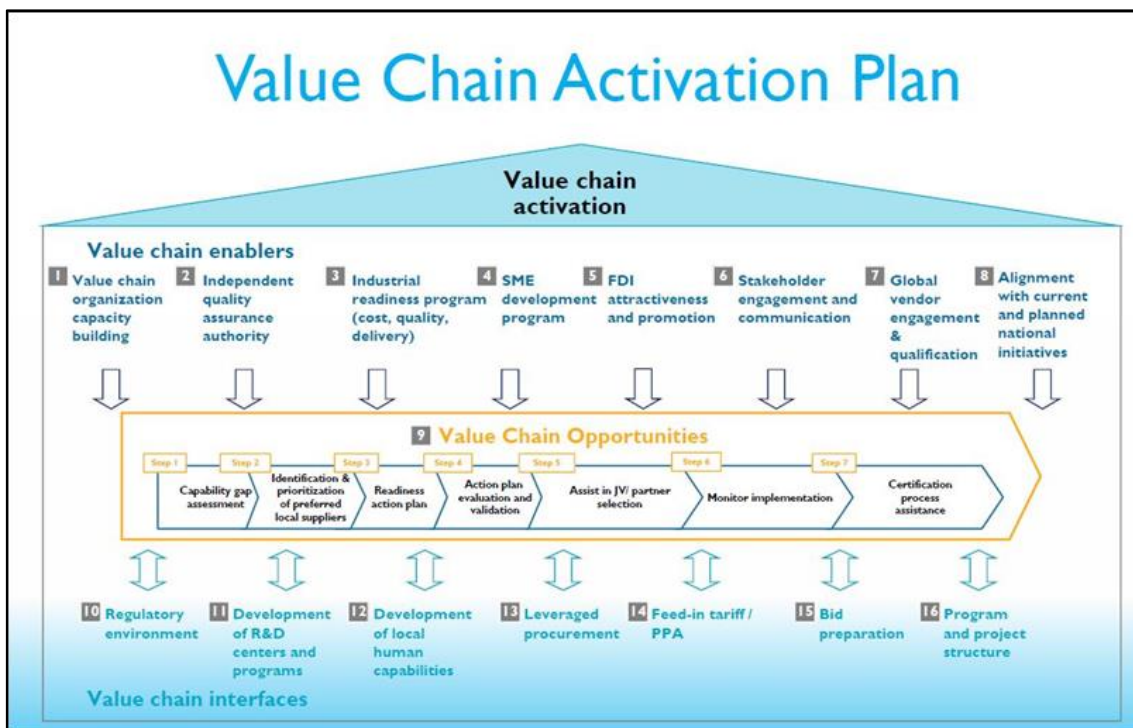 Value Chain Activation Plan
Value chain
activation
Value chain enablers
1 Value chain
organization
capacity
building
2 Independent
quality
assurance
authority
3 Industrial
readiness program
(cost, quality,
delivery)
4 SME
development
program
5 FDI
attractiveness
and promotion
6 Stakeholder
engagement and
communication
7 Global
vendor
engagement
&
qualification
8 Alignment
with current
and planned
national
initiatives
9 Value Chain Opportunities
Step 1
Capability gap
assessment
Step 2
Identification &
prioritization
of preferred
local suppliers
Step 3
Readiness
action plan
Step 4
Action plan
evaluation and
validation
Step 5
Assist in JV/ partner
selection
Step 6
Monitor implementation
Step 7
Certification
process
assistance
10 Regulatory
environment
11 Development
of R&D
centers and
programs
12 Development
of local
human
capabilities
13 Leveraged
procurement
14 Feed-in tariff /
PPA
15 Bid
preparation
16 Program
and project
structure
Value chain interfaces